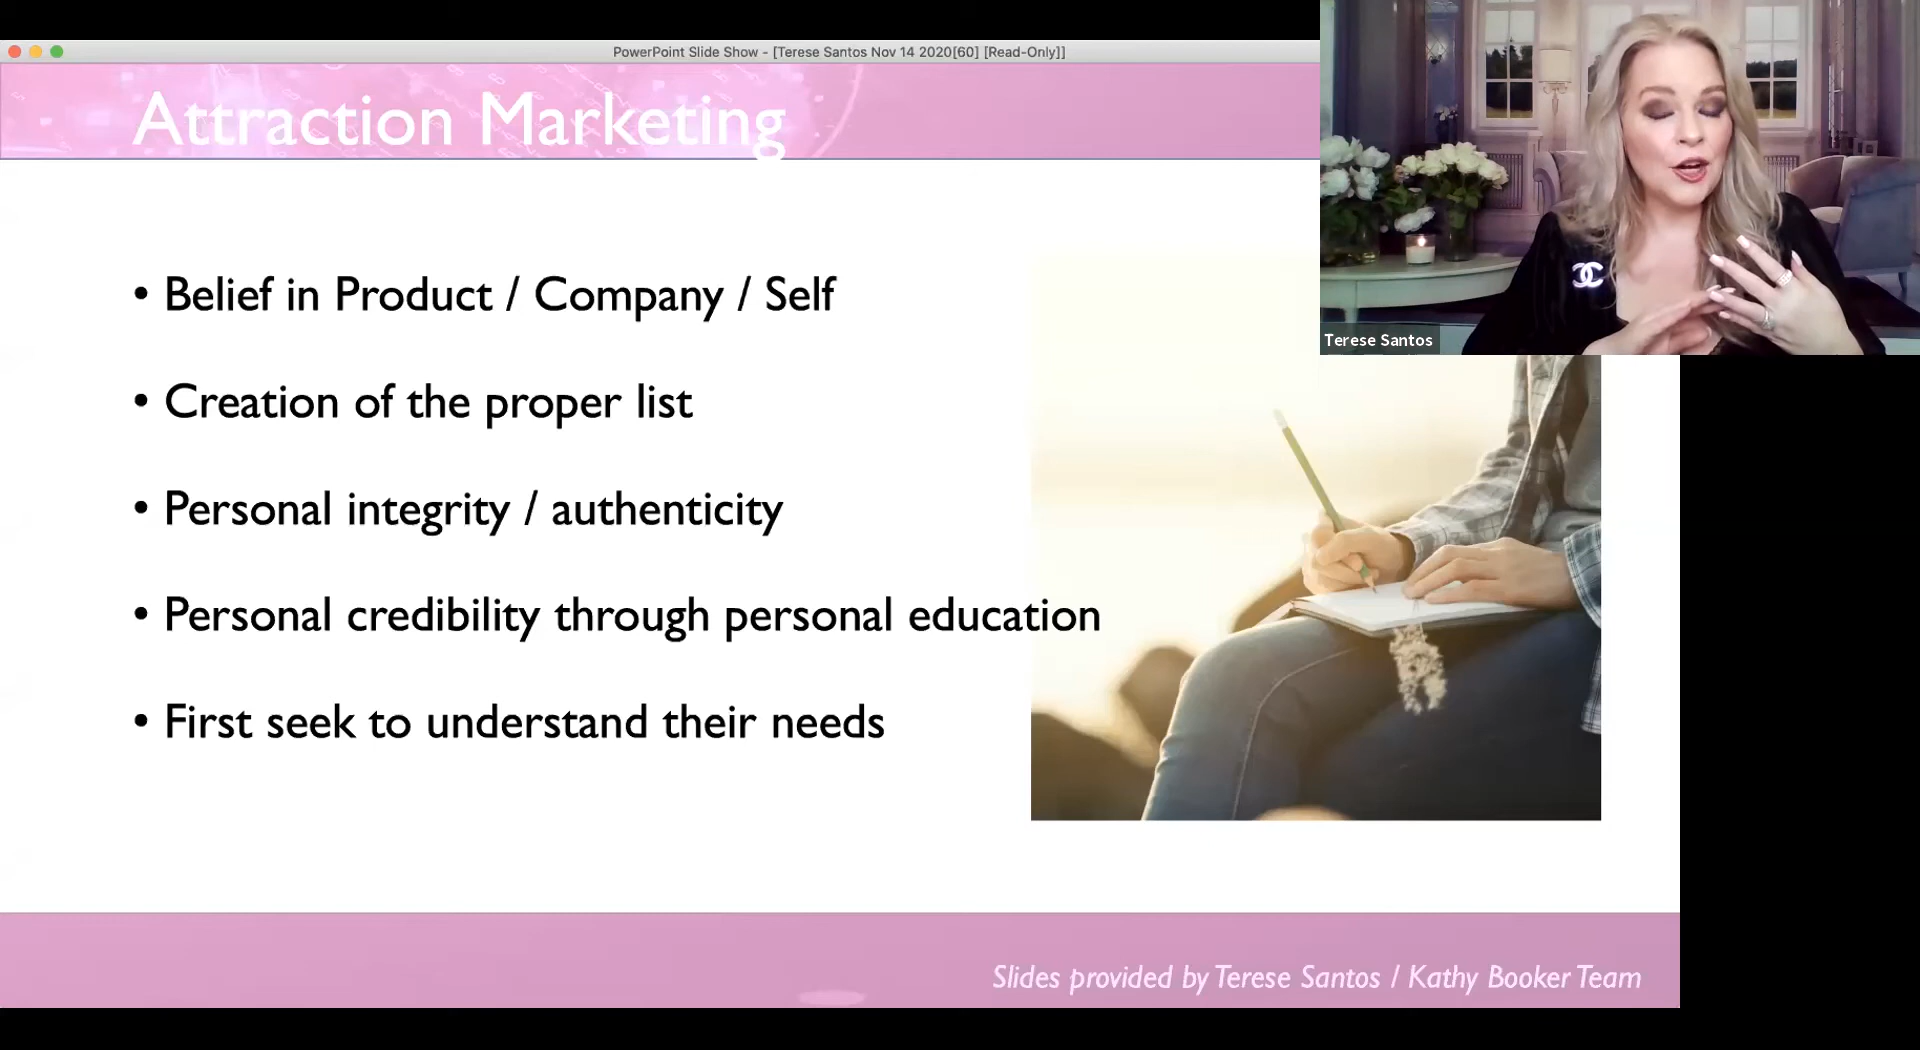 PowerPoint Slide Show - [Terese Santos Nov 14 2020[60] [Read-Only]]
Attraction Marketing
• Belief in Product / Company / Self
• Creation of the proper list
• Personal integrity / authenticity
• Personal credibility through personal education
• First seek to understand their needs
Terese Santos
Slides provided by Terese Santos / Kathy Booker Team